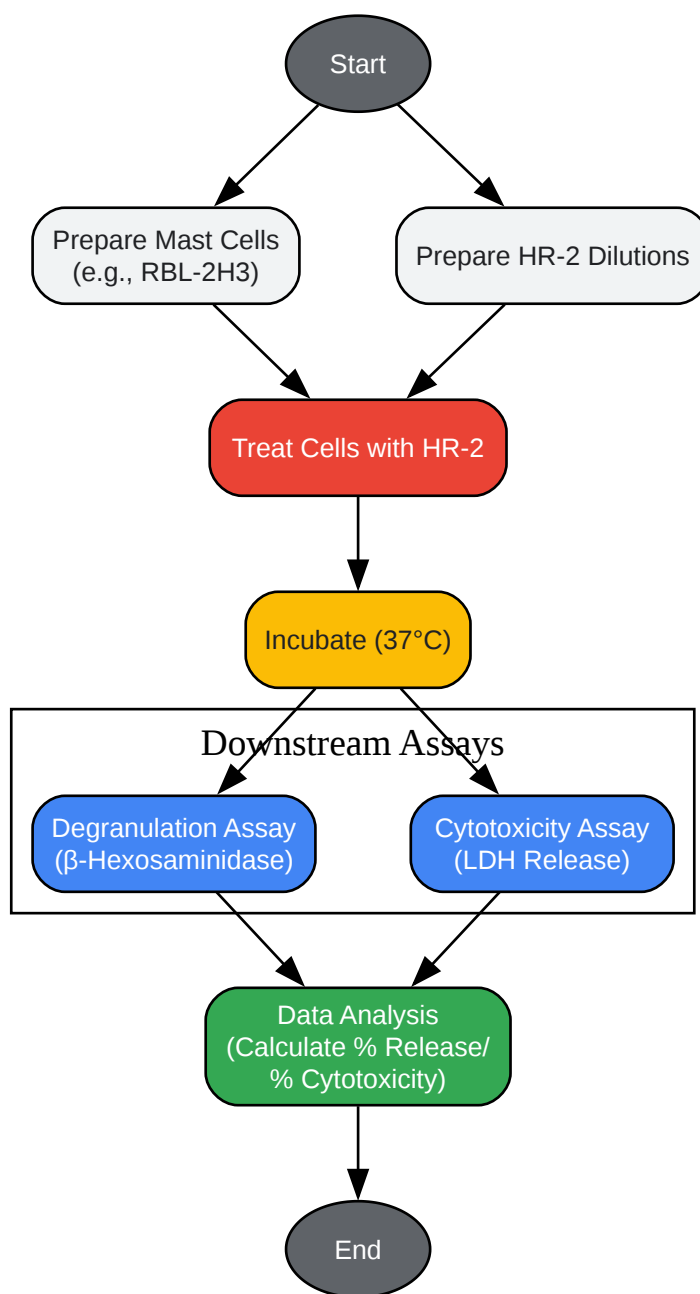 Start
Prepare Mast Cells
(e.g., RBL-2H3)
Prepare HR-2 Dilutions
Treat Cells with HR-2
Incubate (37°C)
Downstream Assays
Degranulation Assay
(β-Hexosaminidase)
Cytotoxicity Assay
(LDH Release)
Data Analysis
(Calculate % Release/
% Cytotoxicity)
End